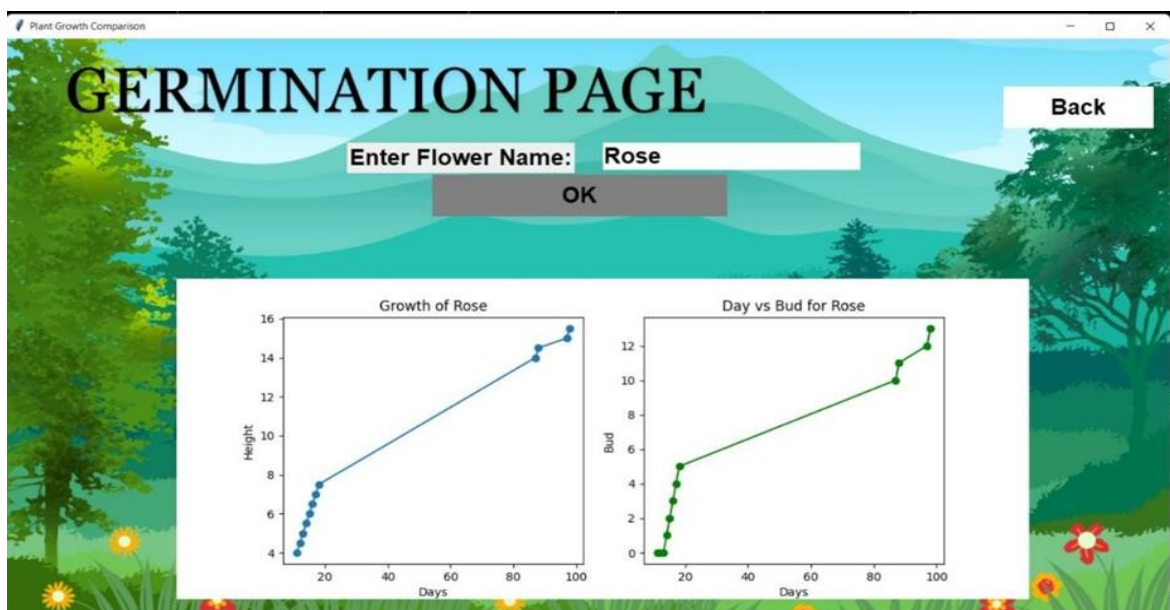 Plant Growth Comparison
GERMINATION PAGE
Back
Enter Flower Name: Rose
OK
Growth of Rose
16
14
12
10
8
6
4
Height
20 40 60 80 100
Days
Day vs Bud for Rose
12
10
8
6
4
2
0
Bud
20 40 60 80 100
Days